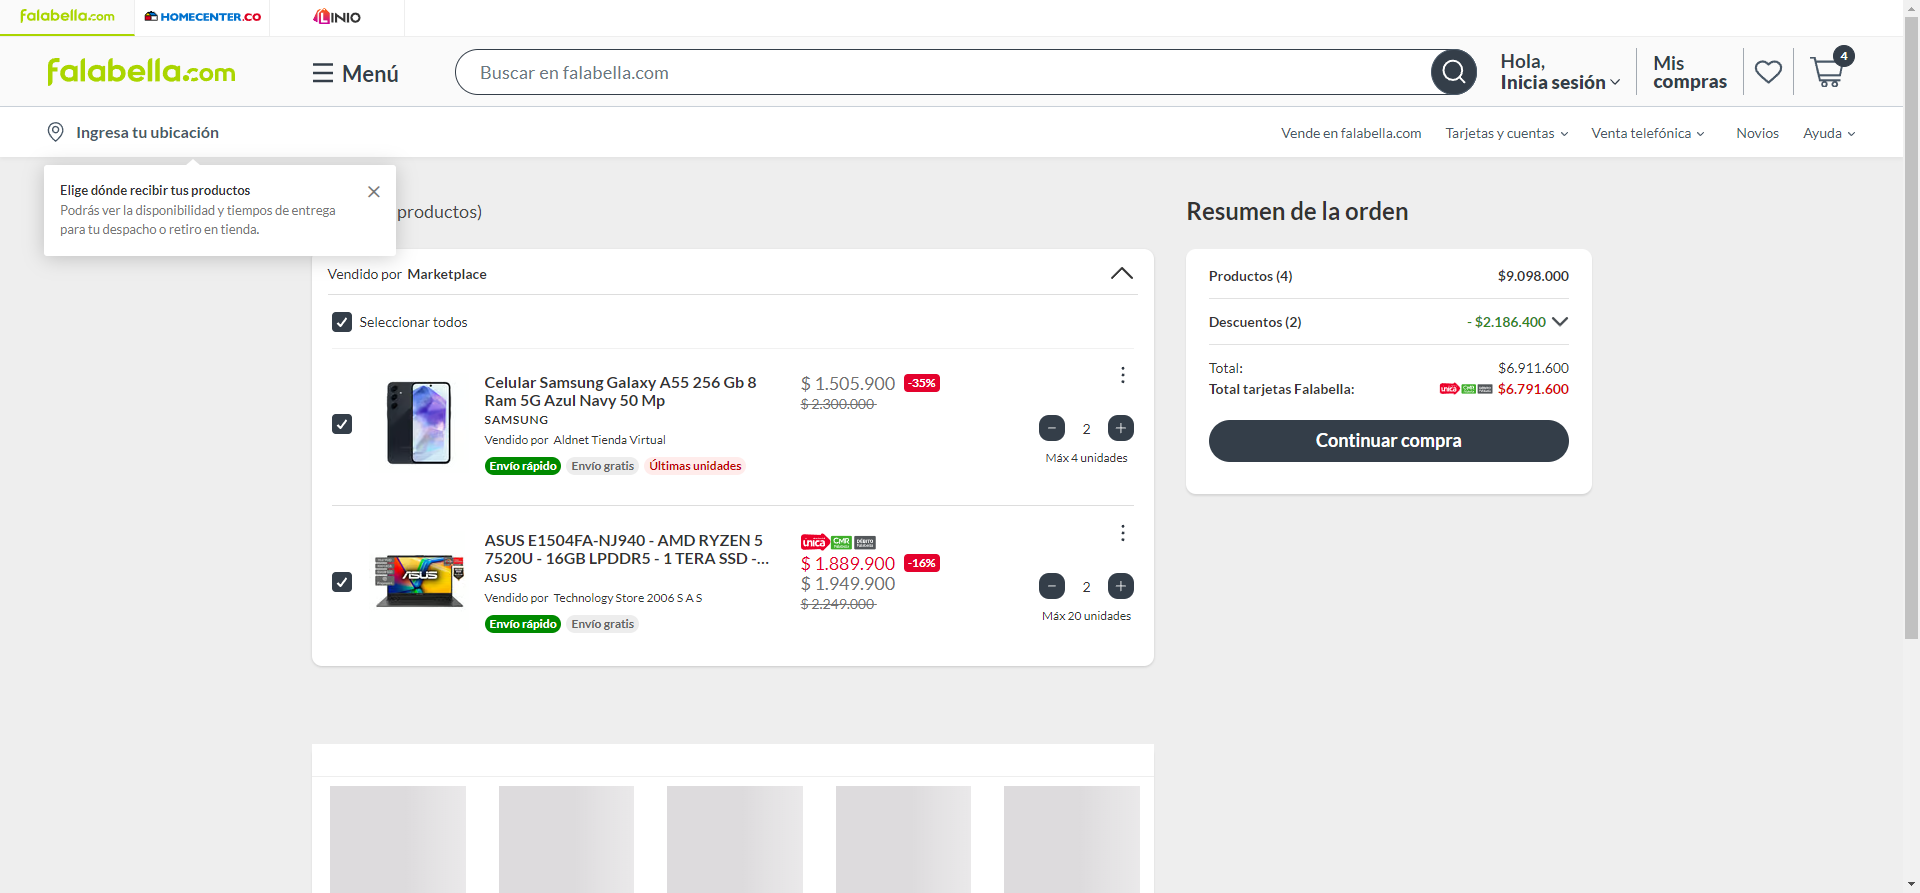 falabella.com
HOMECENTER.CO
LINIO
falabella.com
Menú
Buscar en falabella.com
Hola,
Inicia sesión
Mis
compras
4
Ingresa tu ubicación
Vende en falabella.com
Tarjetas y cuentas
Venta telefónica
Novios
Ayuda
Elige dónde recibir tus productos
Podrás ver la disponibilidad y tiempos de entrega
para tu despacho o retiro en tienda.
productos)
Vendido por Marketplace
Seleccionar todos
Celular Samsung Galaxy A55 256 Gb 8
Ram 5G Azul Navy 50 Mp
SAMSUNG
Vendido por Aldnet Tienda Virtual
Envío rápido
Envío gratis
Últimas unidades
$ 1.505.900 -35%
$ 2.300.000
2
Máx 4 unidades
ASUS
ASUS E1504FA-NJ940 - AMD RYZEN 5
7520U - 16GB LPDDR5 - 1 TERA SSD -...
ASUS
Vendido por Technology Store 2006 S A S
Envío rápido
Envío gratis
unica CMR
$ 1.889.900 -16%
$ 1.949.900
$ 2.249.000
2
Máx 20 unidades
Resumen de la orden
Productos (4) $9.098.000
Descuentos (2) - $2.186.400
Total: $6.911.600
Total tarjetas Falabella: unica CMR $6.791.600
Continuar compra